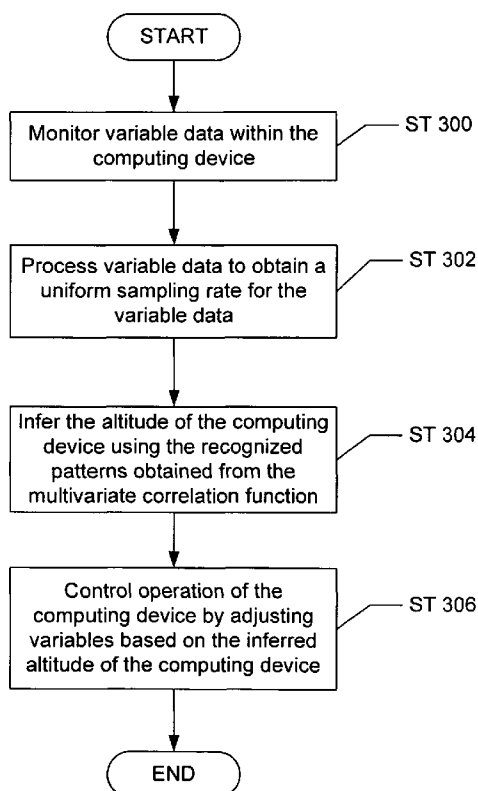 START
Monitor variable data within the
computing device
ST 300
Process variable data to obtain a
uniform sampling rate for the
variable data
ST 302
Infer the altitude of the computing
device using the recognized
patterns obtained from the
multivariate correlation function
ST 304
Control operation of the
computing device by adjusting
variables based on the inferred
altitude of the computing device
ST 306
END